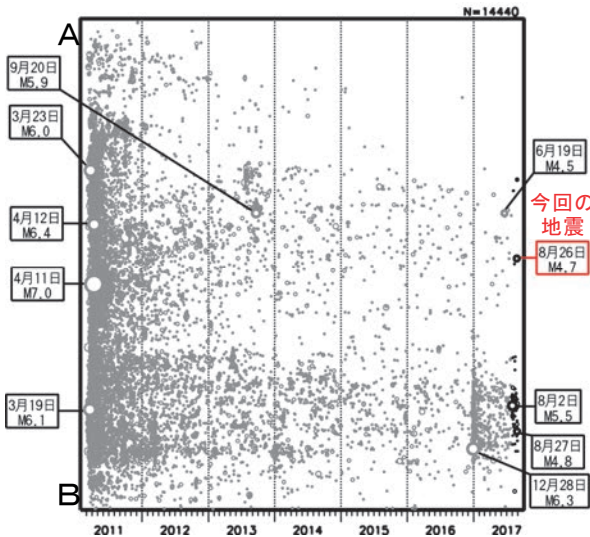 N=14440
A
9月20日
M5.9
3月23日
M6.0
4月12日
M6.4
4月11日
M7.0
3月19日
M6.1
B
6月19日
M4.5
今回の
地震
8月26日
M4.7
8月2日
M5.5
8月27日
M4.8
12月28日
M6.3
2011 2012 2013 2014 2015 2016 2017